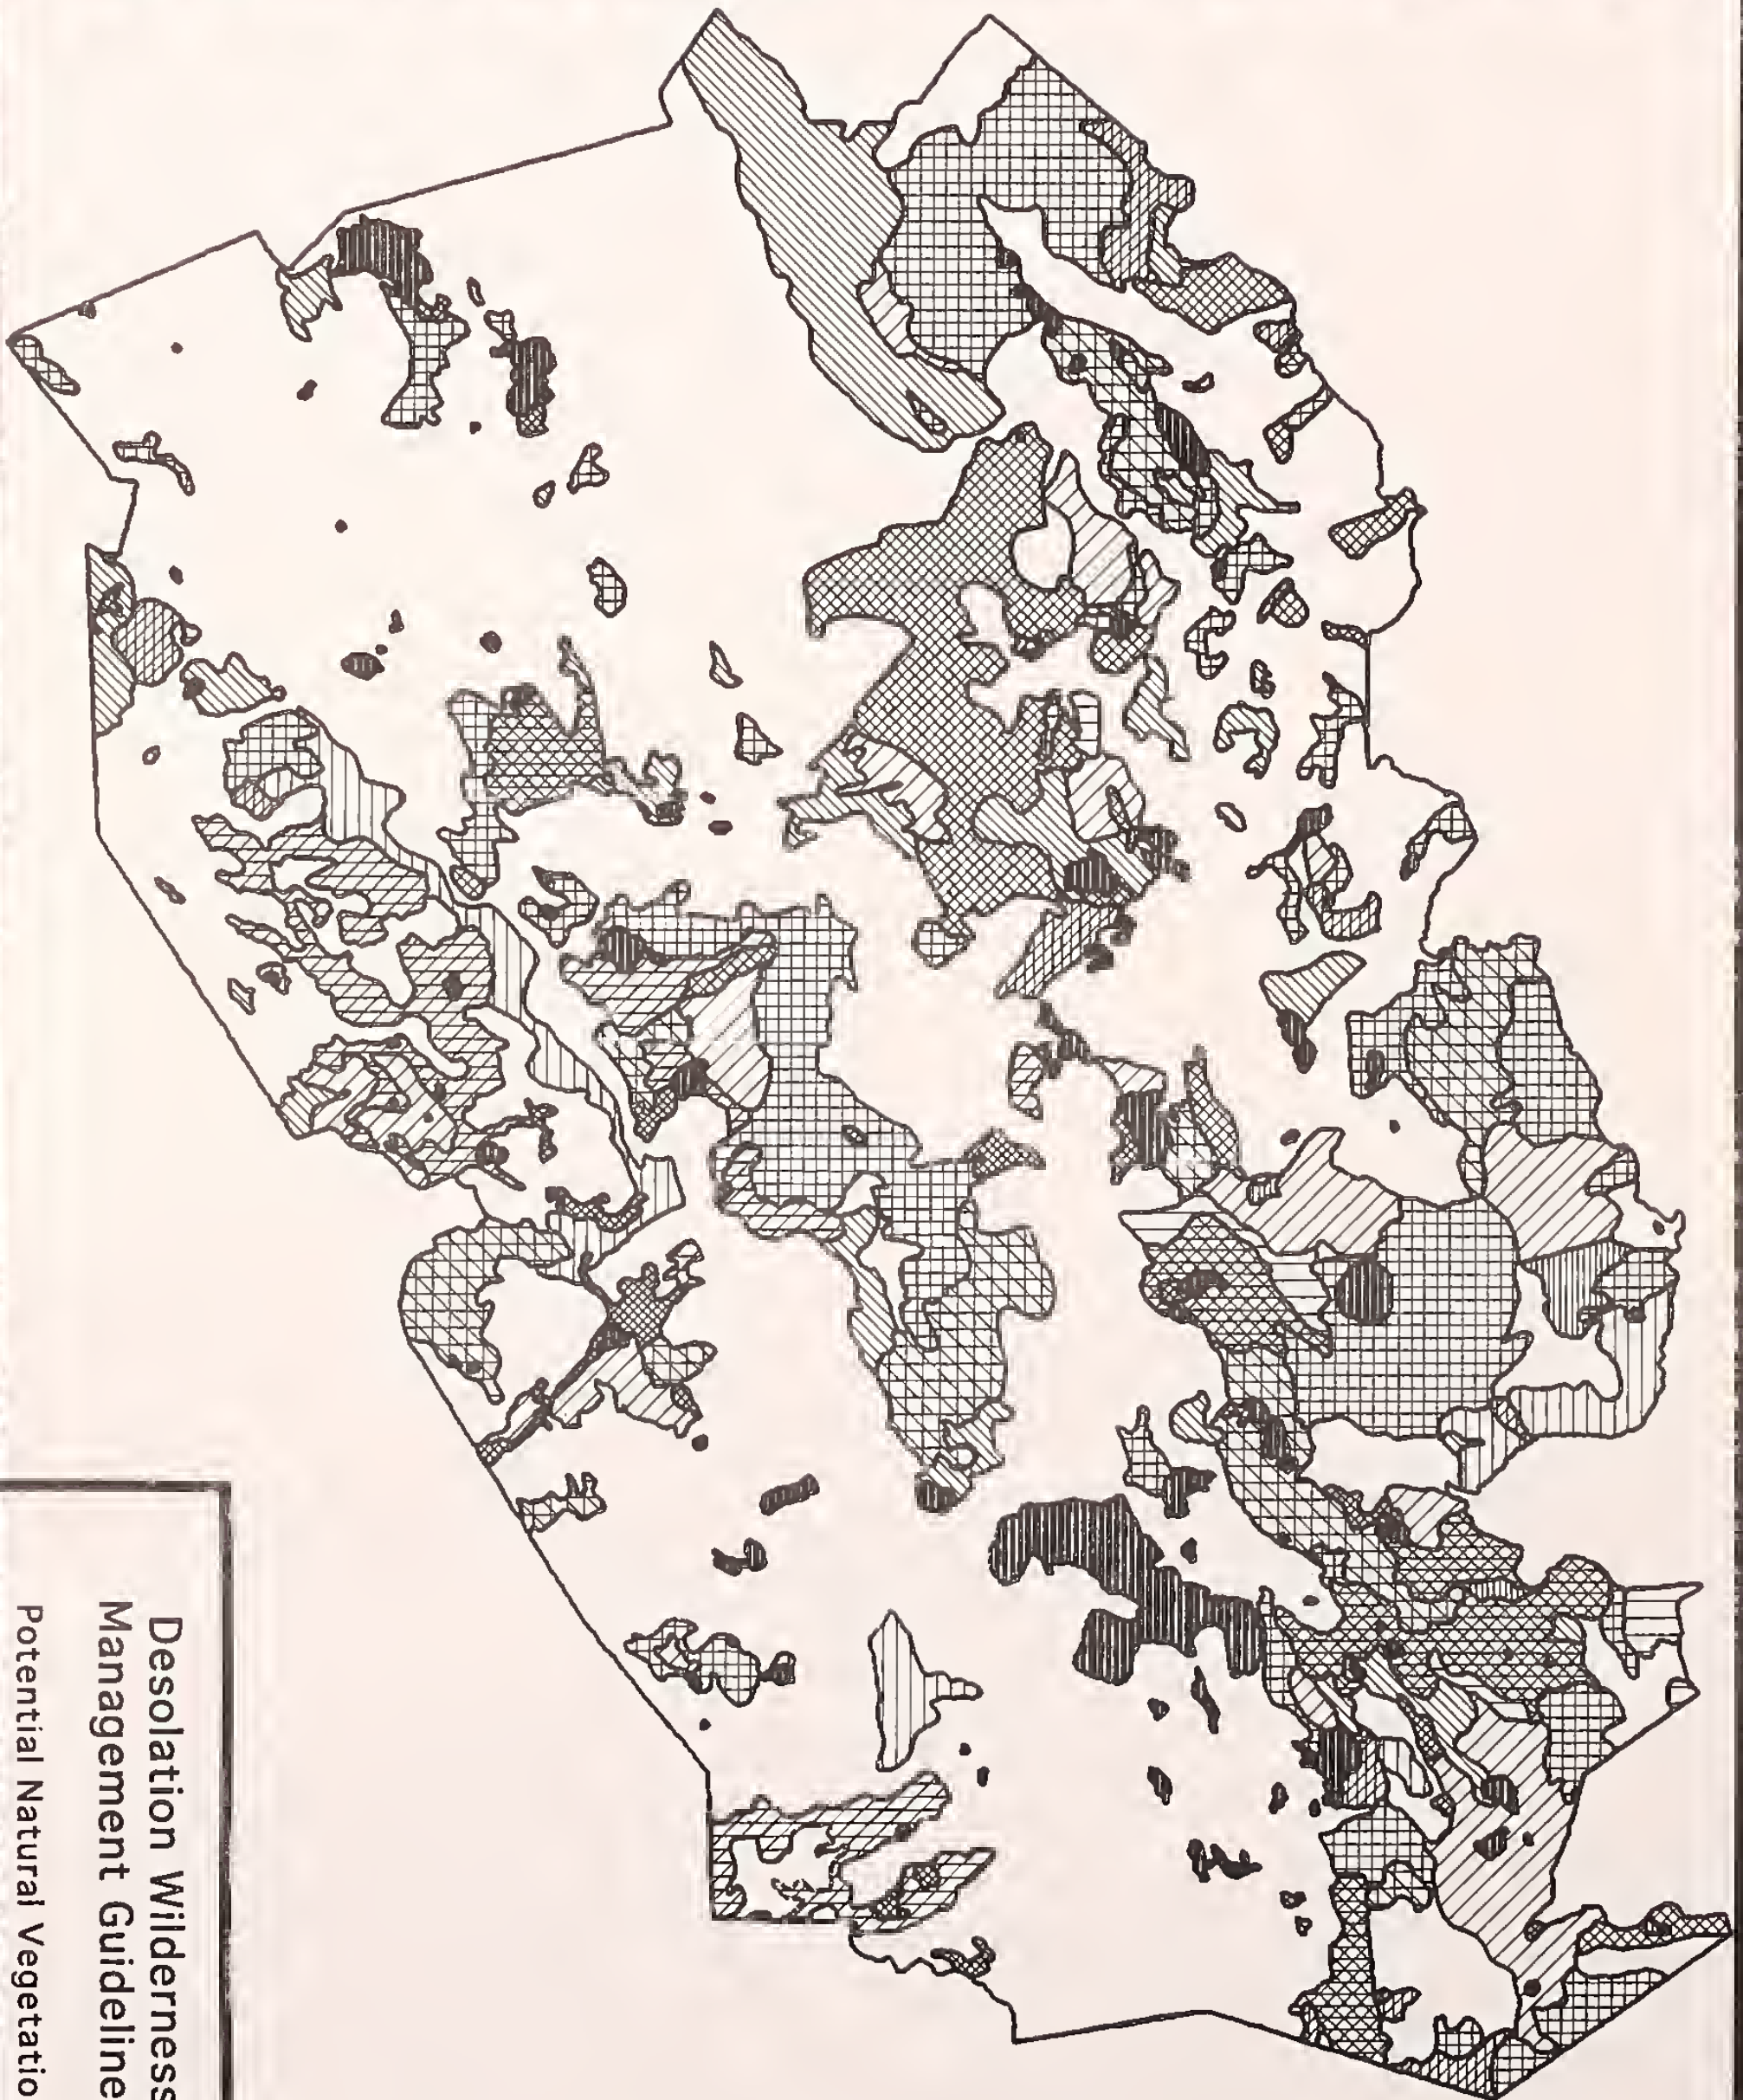 Desolation Wilderness
Management Guideline
Potential Natural Vegetatio